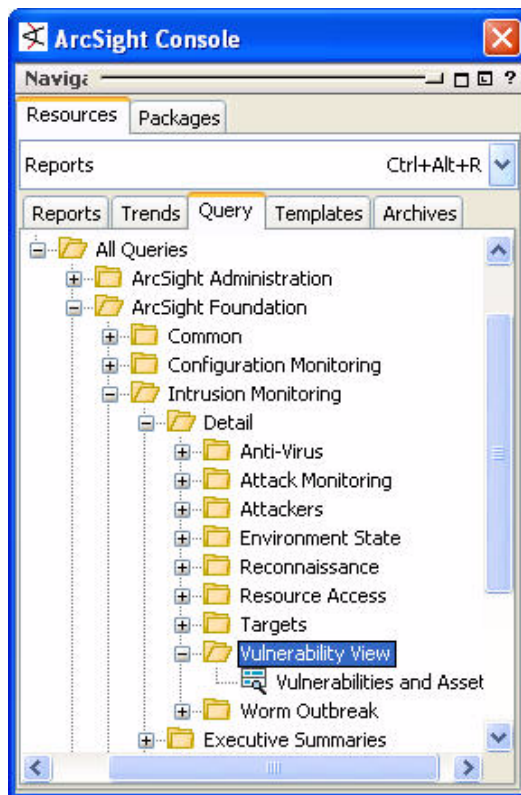 ArcSight Console
Naviga
Resources Packages
Reports Ctrl+Alt+R
Reports Trends Query Templates Archives
All Queries
ArcSight Administration
ArcSight Foundation
Common
Configuration Monitoring
Intrusion Monitoring
Detail
Anti-Virus
Attack Monitoring
Attackers
Environment State
Reconnaissance
Resource Access
Targets
Vulnerability View
Vulnerabilities and Asset
Worm Outbreak
Executive Summaries